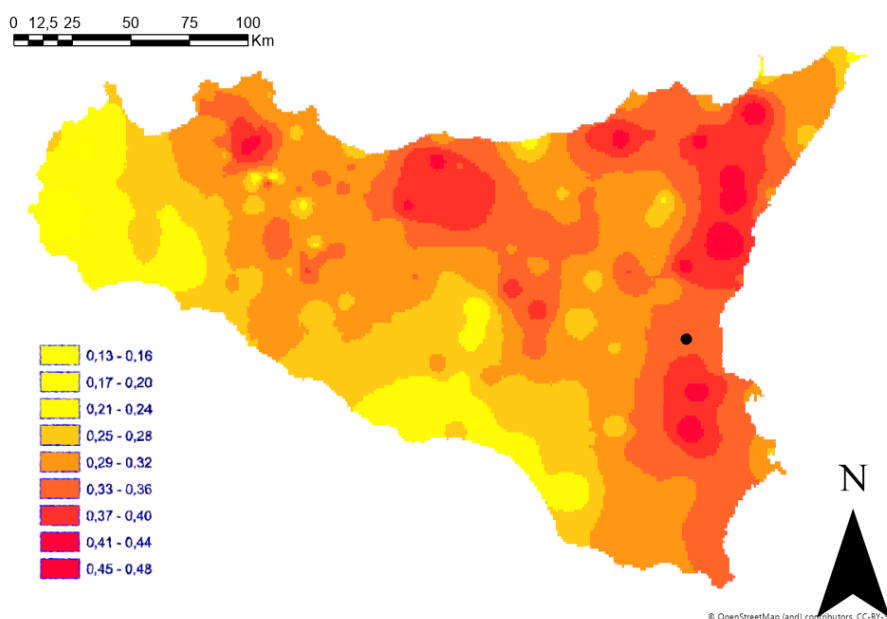 0 12,5 25 50 75 100
Km
0,13 - 0,16
0,17 - 0,20
0,21 - 0,24
0,25 - 0,28
0,29 - 0,32
0,33 - 0,36
0,37 - 0,40
0,41 - 0,44
0,45 - 0,48
N
© OpenStreetMap (and) contributors, CC-BY-